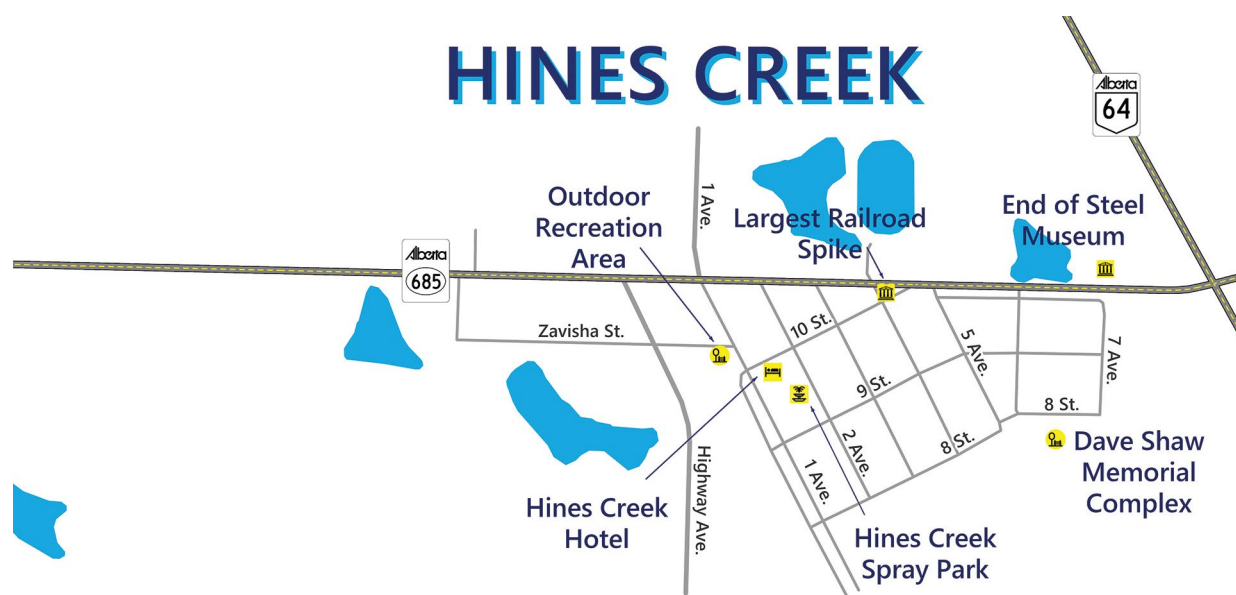 HINES CREEK
Alberta
64
Outdoor
Recreation
Area
1 Ave.
Largest Railroad
Spike
End of Steel
Museum
Alberta
685
Zavisha St.
10 St.
5 Ave.
7 Ave.
9 St.
8 St.
8 St.
2 Ave.
1 Ave.
Highway Ave.
Dave Shaw
Memorial
Complex
Hines Creek
Hotel
Hines Creek
Spray Park